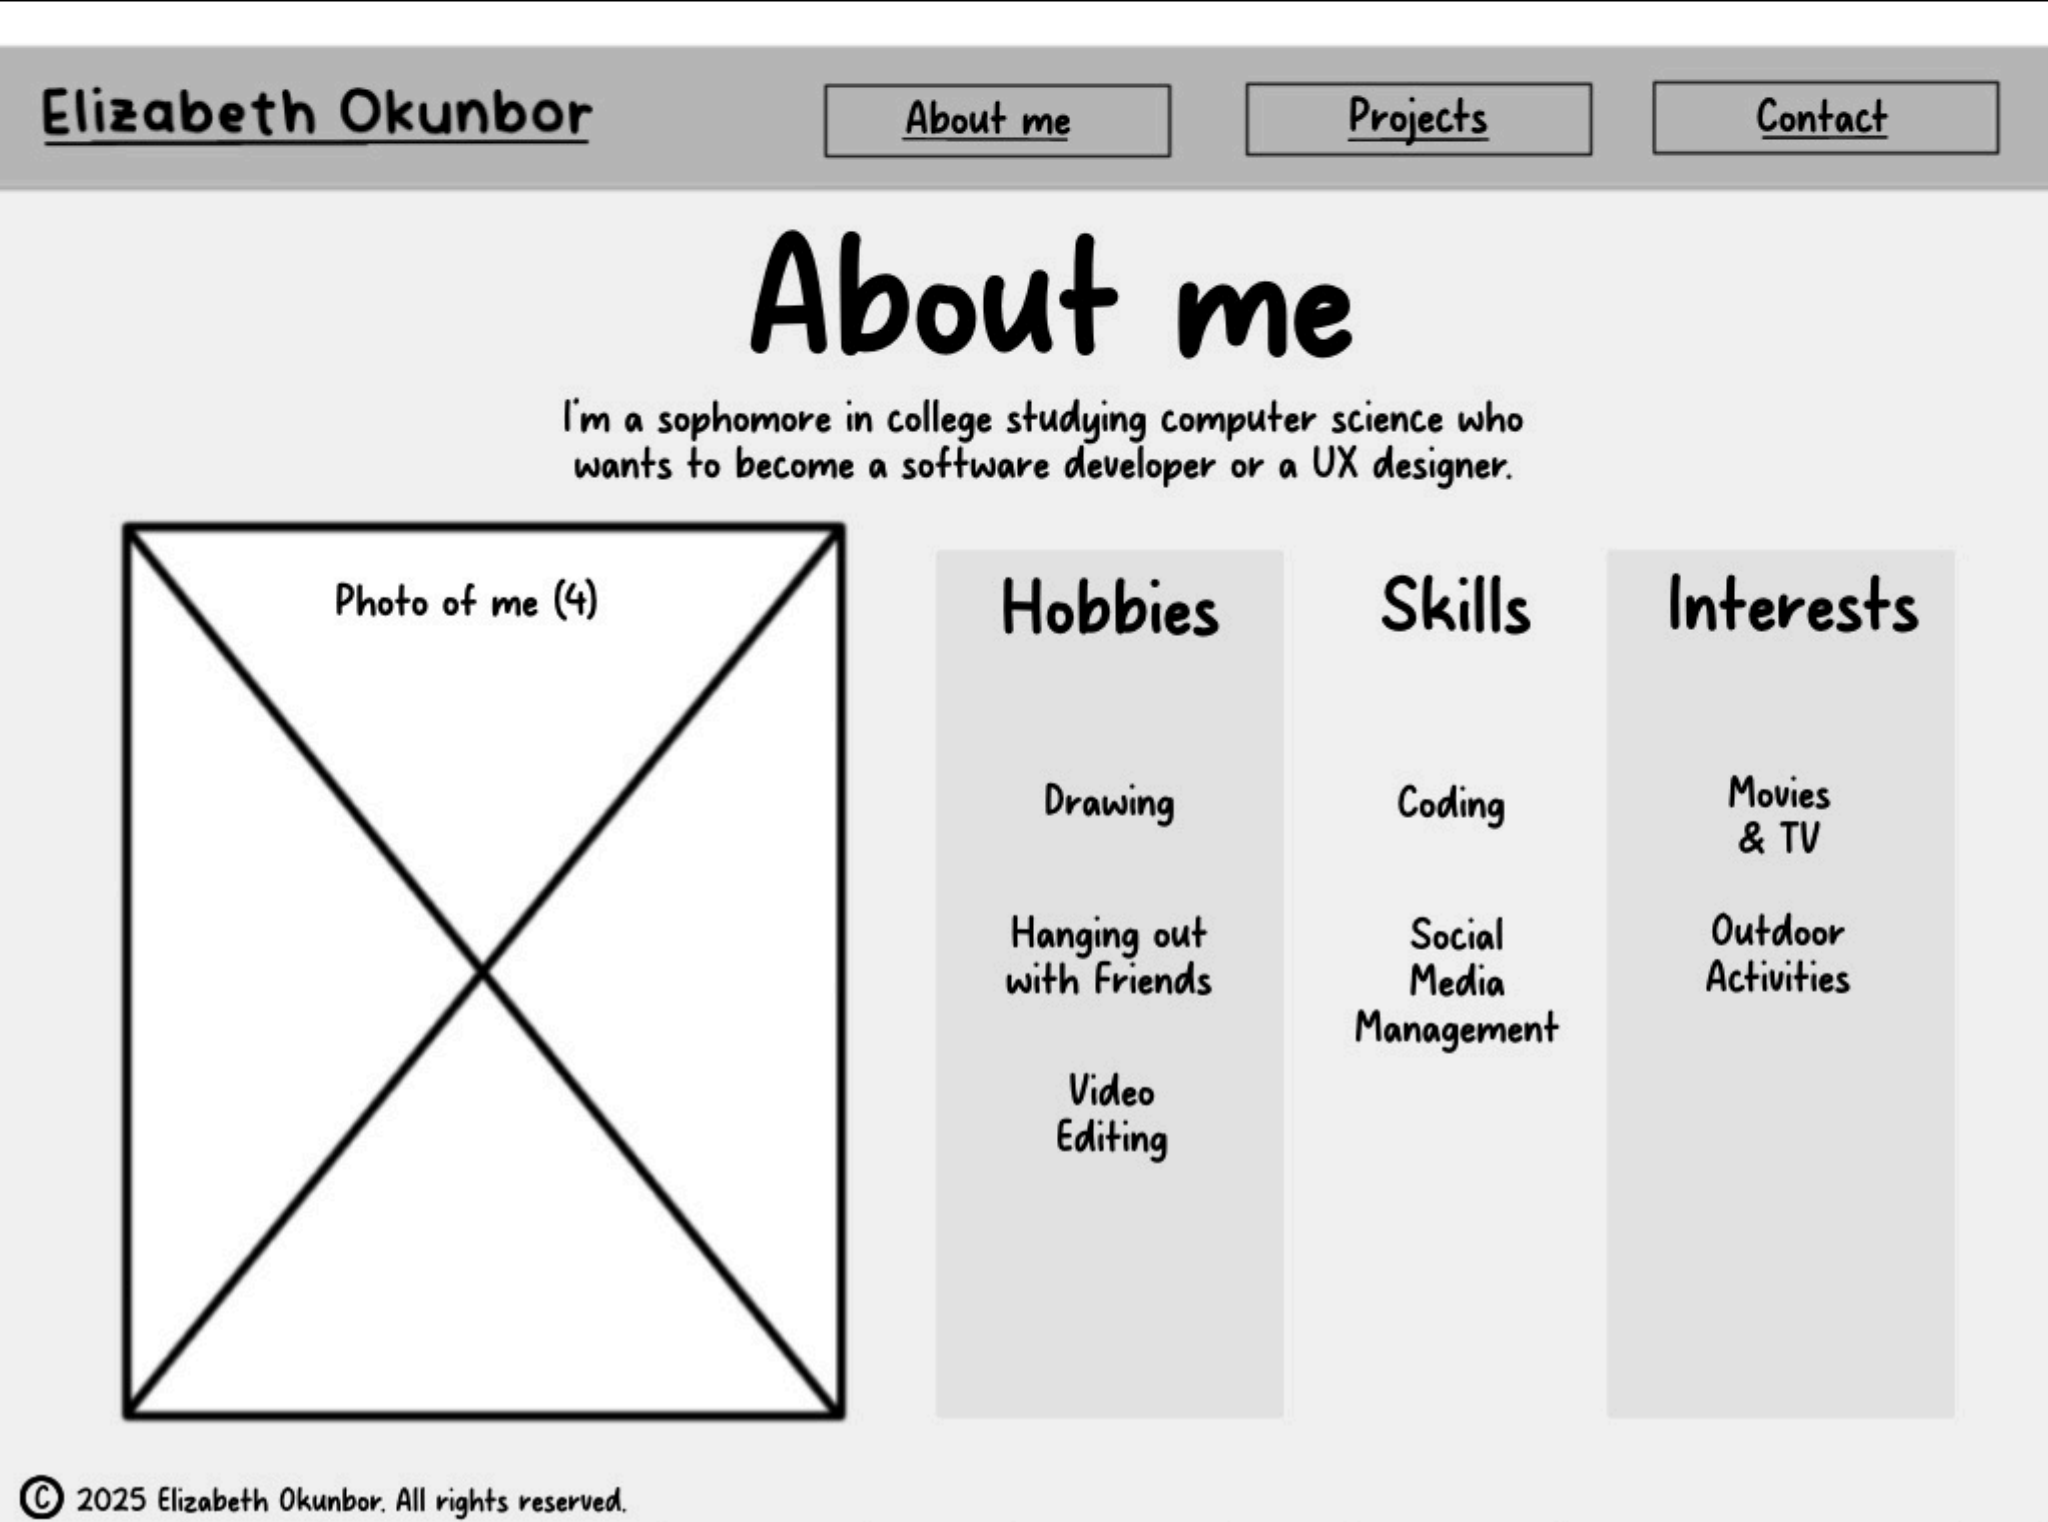 Elizabeth Okunbor
About me
Projects
Contact
About me
I'm a sophomore in college studying computer science who
wants to become a software developer or a UX designer.
Photo of me (4)
Hobbies
Drawing
Hanging out
with Friends
Video
Editing
Skills
Coding
Social
Media
Management
Interests
Movies
& TV
Outdoor
Activities
© 2025 Elizabeth Okunbor. All rights reserved.